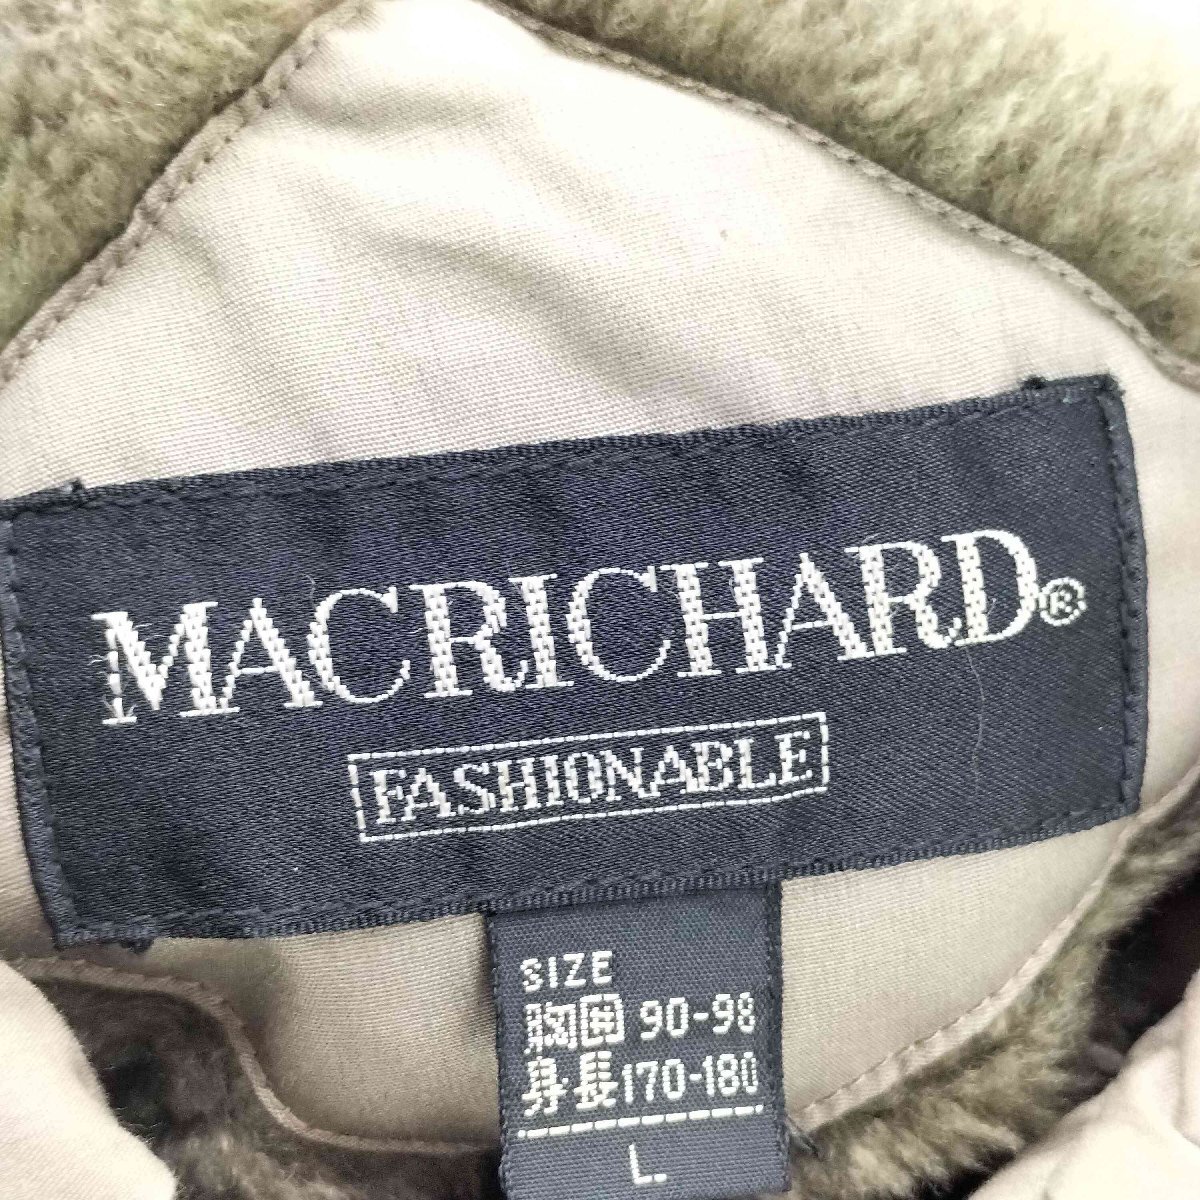 MACRICHARD®
FASHIONABLE
SIZE
胸囲 90-98
身長 170-180
L.